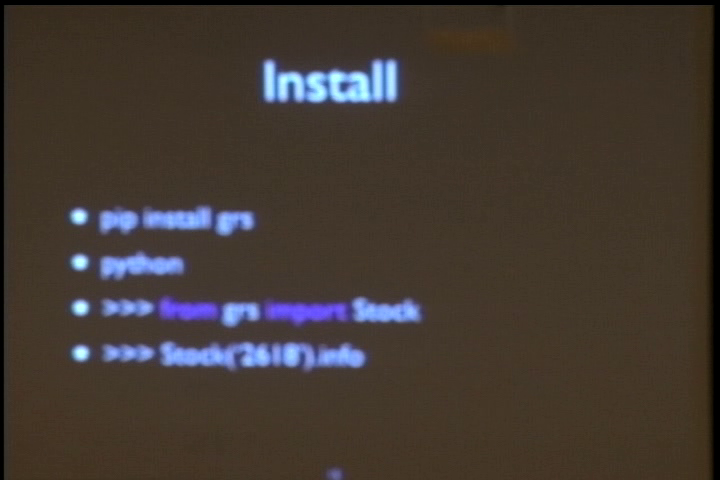 Install
• pip install grs
• python
• >>> from grs import Stock
• >>> Stock('2618').info